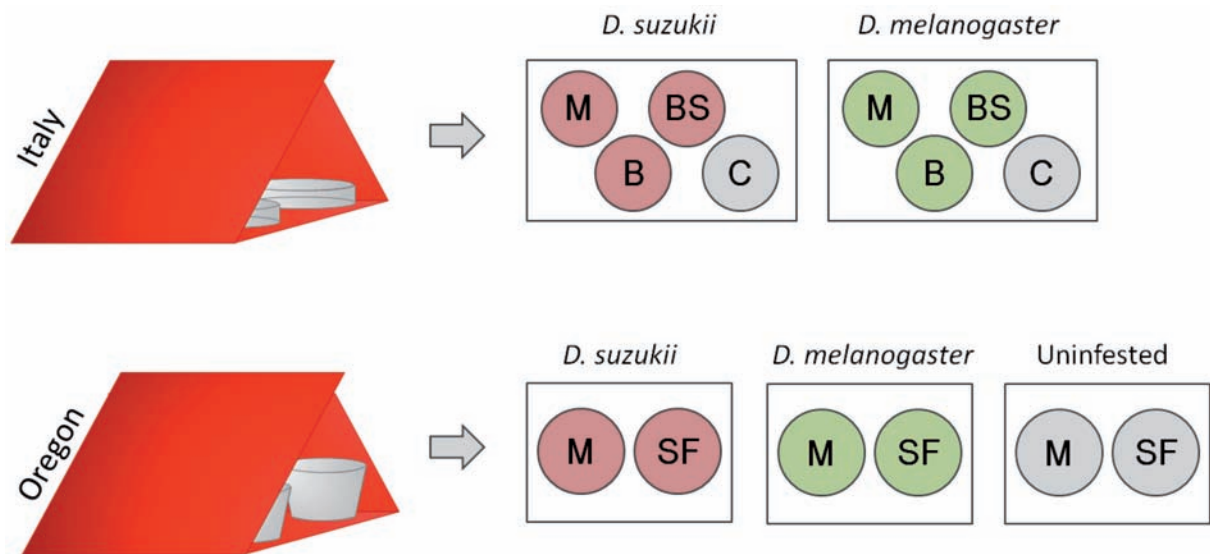 Italy
D. suzukii
D. melanogaster
M BS
B C
M BS
B C
Oregon
D. suzukii
D. melanogaster
Uninfested
M SF
M SF
M SF